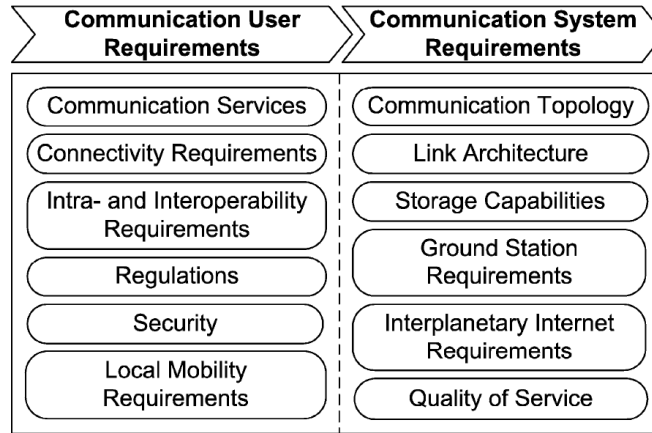 Communication User
Requirements
Communication System
Requirements
Communication Services
Connectivity Requirements
Intra- and Interoperability
Requirements
Regulations
Security
Local Mobility
Requirements
Communication Topology
Link Architecture
Storage Capabilities
Ground Station
Requirements
Interplanetary Internet
Requirements
Quality of Service